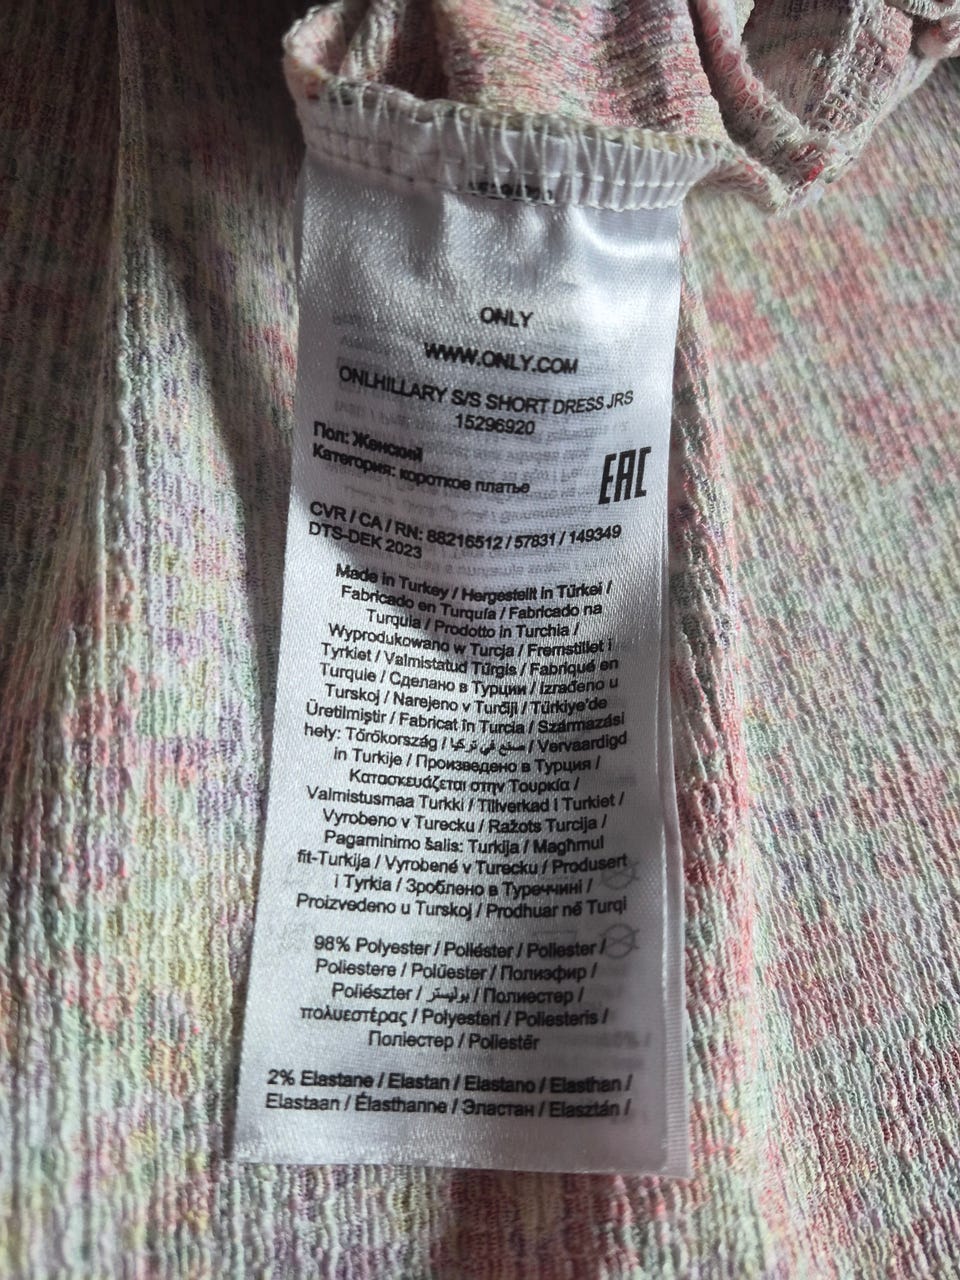 ONLY
WWW.ONLY.COM
ONLHILLARY S/S SHORT DRESS JRS
15296920
Пол: Женский
Категория: короткое платье
EAC
CVR / CA / RN: 88216512 / 57831 / 149349
DTS-DEK 2023
Made in Turkey / Hergestellt in Türkei /
Fabricado en Turquía / Fabricado na
Turquia / Prodotto in Turchia /
Wyprodukowano w Turcja / Fremstillet i
Tyrkiet / Valmistatud Türgis / Fabriqué en
Turquie / Сделано в Турции / Izrađeno u
Turskoj / Narejeno v Turčiji / Türkiye'de
Üretilmiştir / Fabricat în Turcia / Származási
hely: Törökország / صنع في تركيا / Vervaardigd
in Turkije / Произведено в Турция /
Κατασκευάζεται στην Τουρκία /
Valmistusmaa Turkki / Tillverkad i Turkiet /
Vyrobeno v Turecku / Ražots Turcija /
Pagaminimo šalis: Turkija / Magħmul
fit-Turkija / Vyrobené v Turecku / Produsert
i Tyrkia / Зроблено в Туреччині /
Proizvedeno u Turskoj / Prodhuar në Turqi
98% Polyester / Poliéster / Poliester /
Poliestere / Polüester / Полиэфир /
Poliészter / بوليستر / Полиестер /
πολυεστέρας / Polyesteri / Poliesteris /
Поліестер / Poliestër
2% Elastane / Elastan / Elastano / Elasthan /
Elastaan / Élasthanne / Эластан / Elasztán /